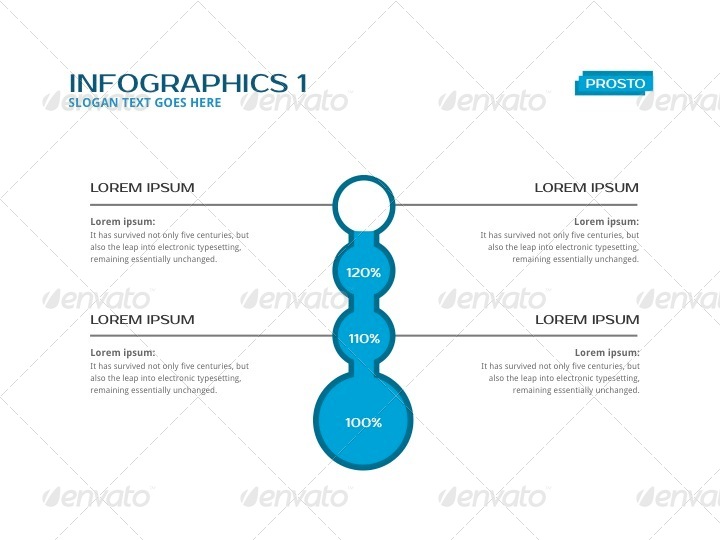 INFOGRAPHICS 1
SLOGAN TEXT GOES HERE
PROSTO
LOREM IPSUM
Lorem ipsum:
It has survived not only five centuries, but
also the leap into electronic typesetting,
remaining essentially unchanged.
LOREM IPSUM
Lorem ipsum:
It has survived not only five centuries, but
also the leap into electronic typesetting,
remaining essentially unchanged.
120%
110%
100%
LOREM IPSUM
Lorem ipsum:
It has survived not only five centuries, but
also the leap into electronic typesetting,
remaining essentially unchanged.
LOREM IPSUM
Lorem ipsum:
It has survived not only five centuries, but
also the leap into electronic typesetting,
remaining essentially unchanged.
envato
envato
envato
envato
envato
envato
envato
envato
envato
envato
envato
envato